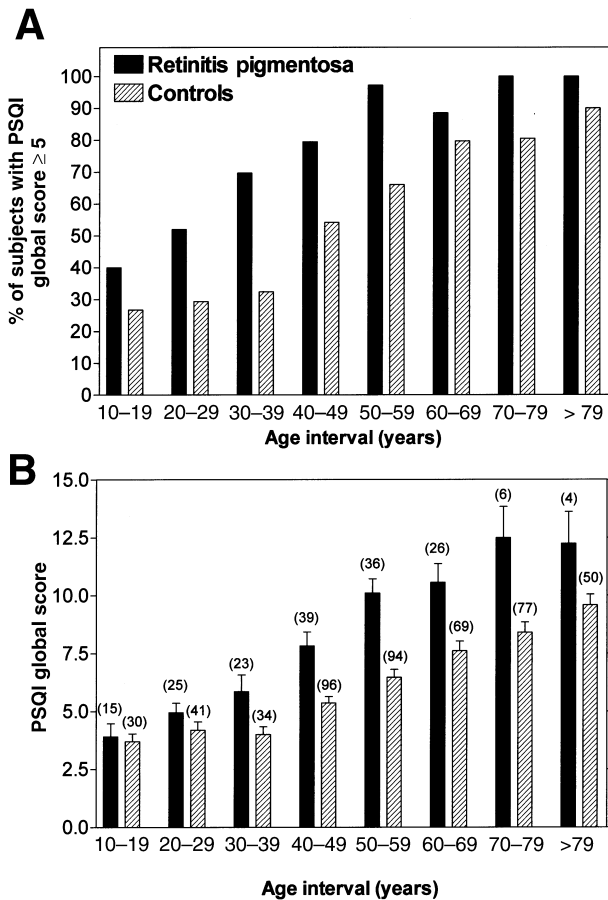 A
% of subjects with PSQI
global score ≥ 5
Retinitis pigmentosa
Controls
100
90
80
70
60
50
40
30
20
10
0
10–19 20–29 30–39 40–49 50–59 60–69 70–79 > 79
Age interval (years)
B
PSQI global score
15.0
12.5
10.0
7.5
5.0
2.5
0.0
(15) (30) (25) (41) (23) (34) (39) (96) (36) (94) (26) (69) (6) (77) (4) (50)
10–19 20–29 30–39 40–49 50–59 60–69 70–79 >79
Age interval (years)